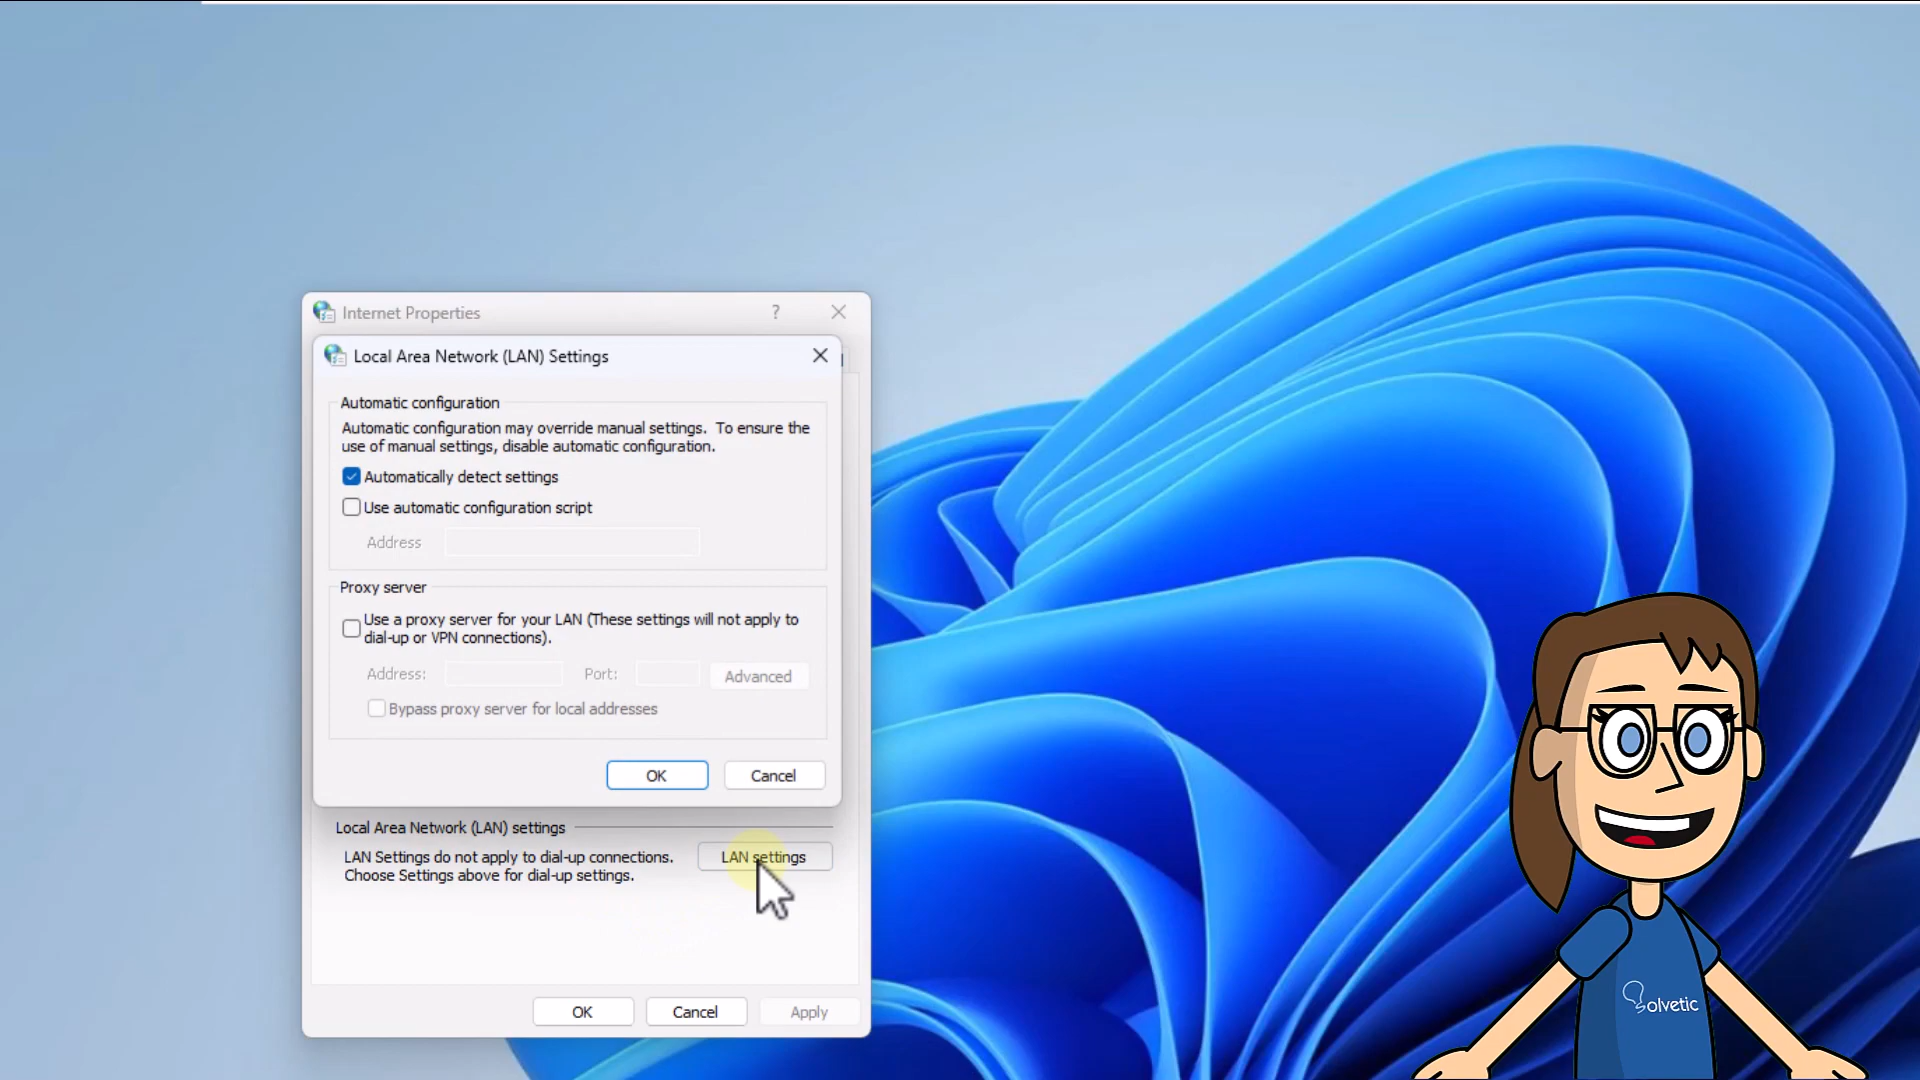 Internet Properties
?
Local Area Network (LAN) Settings
Automatic configuration
Automatic configuration may override manual settings. To ensure the
use of manual settings, disable automatic configuration.
Automatically detect settings
Use automatic configuration script
Address
Proxy server
Use a proxy server for your LAN (These settings will not apply to
dial-up or VPN connections).
Address:
Port:
Advanced
Bypass proxy server for local addresses
OK
Cancel
Local Area Network (LAN) settings
LAN Settings do not apply to dial-up connections.
Choose Settings above for dial-up settings.
LAN settings
OK
Cancel
Apply
Solvetic